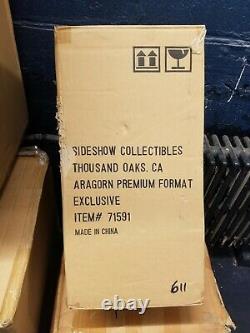 SIDESHOW COLLECTIBLES
THOUSAND OAKS. CA
ARAGORN PREMIUM FORMAT
EXCLUSIVE
ITEM# 71591
MADE IN CHINA
611